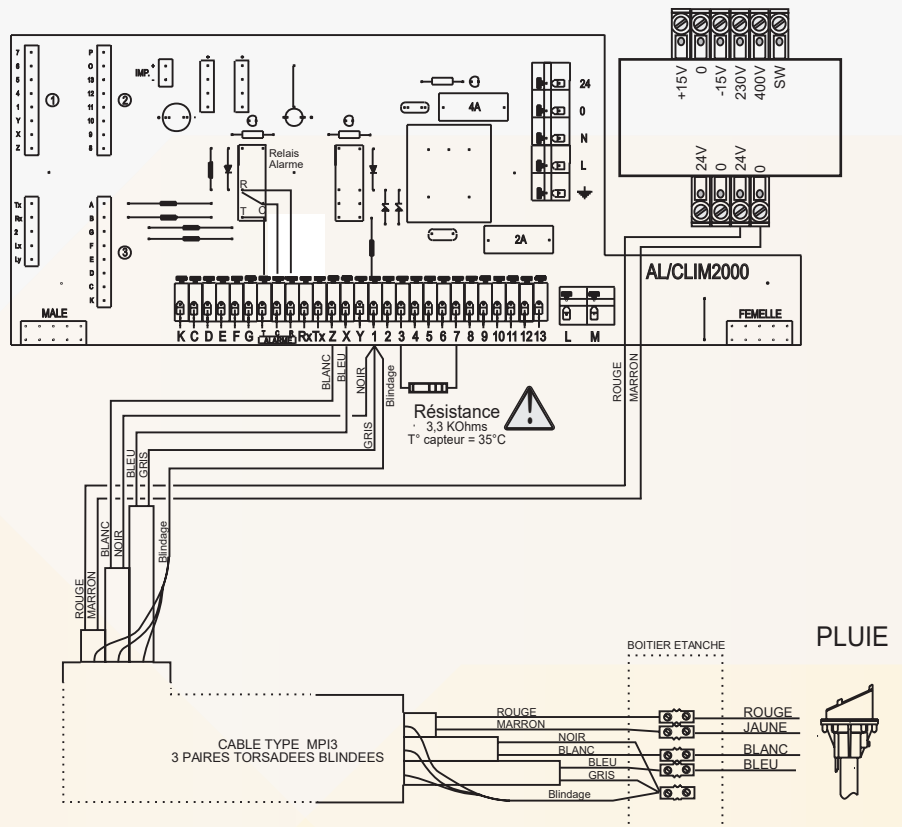 7
6
5
4
1
Y
X
Z
①
P
O
13
12
11
10
9
8
②
IMP.
+
-
Relais
Alarme
R
T C
4A
2A
24
0
N
L
+15V
0
-15V
230V
400V
SW
24V
0
24V
0
Tx
Rx
2
Lx
Ly
A
B
G
F
E
D
C
K
③
AL/CLIM2000
MALE
FEMELLE
K C D E F G T C R Rx Tx Z X Y 1 2 3 4 5 6 7 8 9 10 11 12 13
ALARME
L M
BLANC
BLEU
NOIR
GRIS
Blindage
ROUGE
MARRON
Résistance
3,3 KOhms
T° capteur = 35°C
BLEU
GRIS
BLANC
NOIR
Blindage
ROUGE
MARRON
BOITIER ETANCHE
PLUIE
CABLE TYPE MPI3
3 PAIRES TORSADEES BLINDEES
ROUGE
MARRON
NOIR
BLANC
BLEU
GRIS
Blindage
ROUGE
JAUNE
BLANC
BLEU